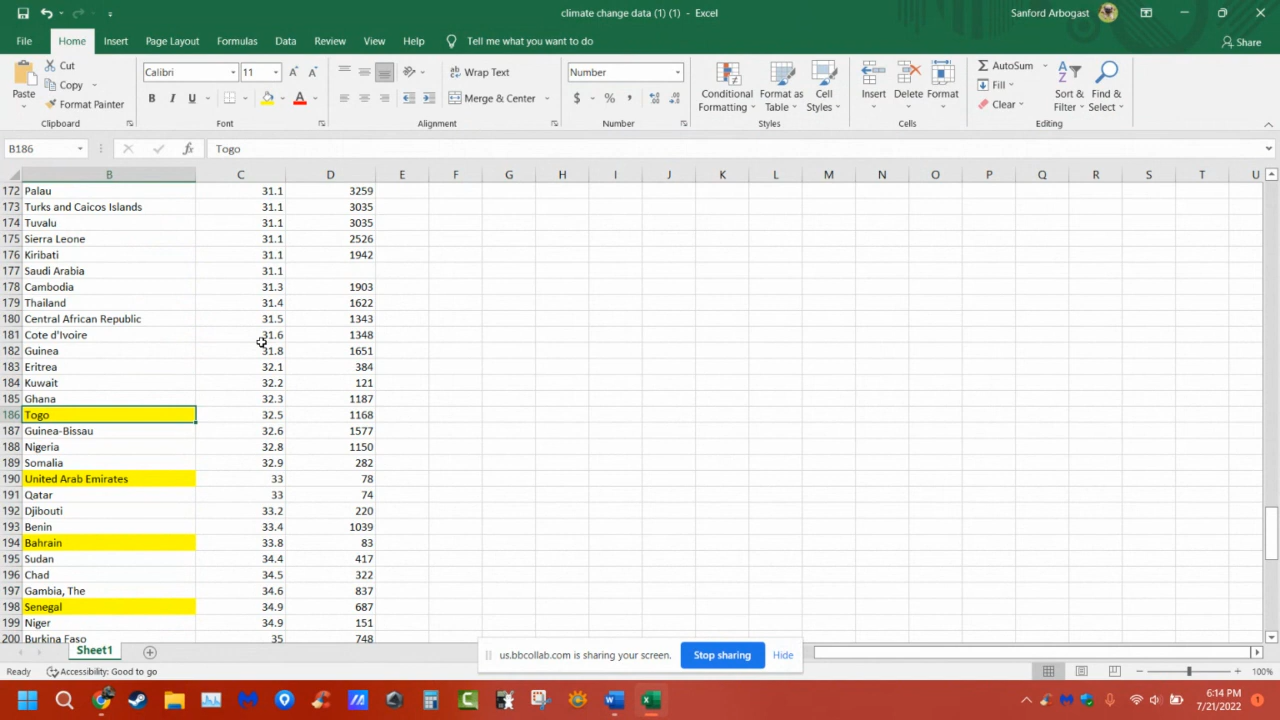 climate change data (1) (1) - Excel
Sanford Arbogast
File Home Insert Page Layout Formulas Data Review View Help Tell me what you want to do Share
Paste
Cut
Copy
Format Painter
Calibri 11
B I U
A A
Wrap Text
Merge & Center
Number
$ % ,
Conditional Formatting
Format as Table
Cell Styles
Insert Delete Format
AutoSum
Fill
Clear
Sort & Filter
Find & Select
Clipboard Font Alignment Number Styles Cells Editing
B186 fx Togo
B C D E F G H I J K L M N O P Q R S T U
172 Palau 31.1 3259
173 Turks and Caicos Islands 31.1 3035
174 Tuvalu 31.1 3035
175 Sierra Leone 31.1 2526
176 Kiribati 31.1 1942
177 Saudi Arabia 31.1
178 Cambodia 31.3 1903
179 Thailand 31.4 1622
180 Central African Republic 31.5 1343
181 Cote d'Ivoire 31.6 1348
182 Guinea 31.8 1651
183 Eritrea 32.1 384
184 Kuwait 32.2 121
185 Ghana 32.3 1187
186 Togo 32.5 1168
187 Guinea-Bissau 32.6 1577
188 Nigeria 32.8 1150
189 Somalia 32.9 282
190 United Arab Emirates 33 78
191 Qatar 33 74
192 Djibouti 33.2 220
193 Benin 33.4 1039
194 Bahrain 33.8 83
195 Sudan 34.4 417
196 Chad 34.5 322
197 Gambia, The 34.6 837
198 Senegal 34.9 687
199 Niger 34.9 151
200 Burkina Faso 35 748
Sheet1
us.bbcollab.com is sharing your screen. Stop sharing Hide
Ready Accessibility: Good to go 100%
6:14 PM
7/21/2022
1